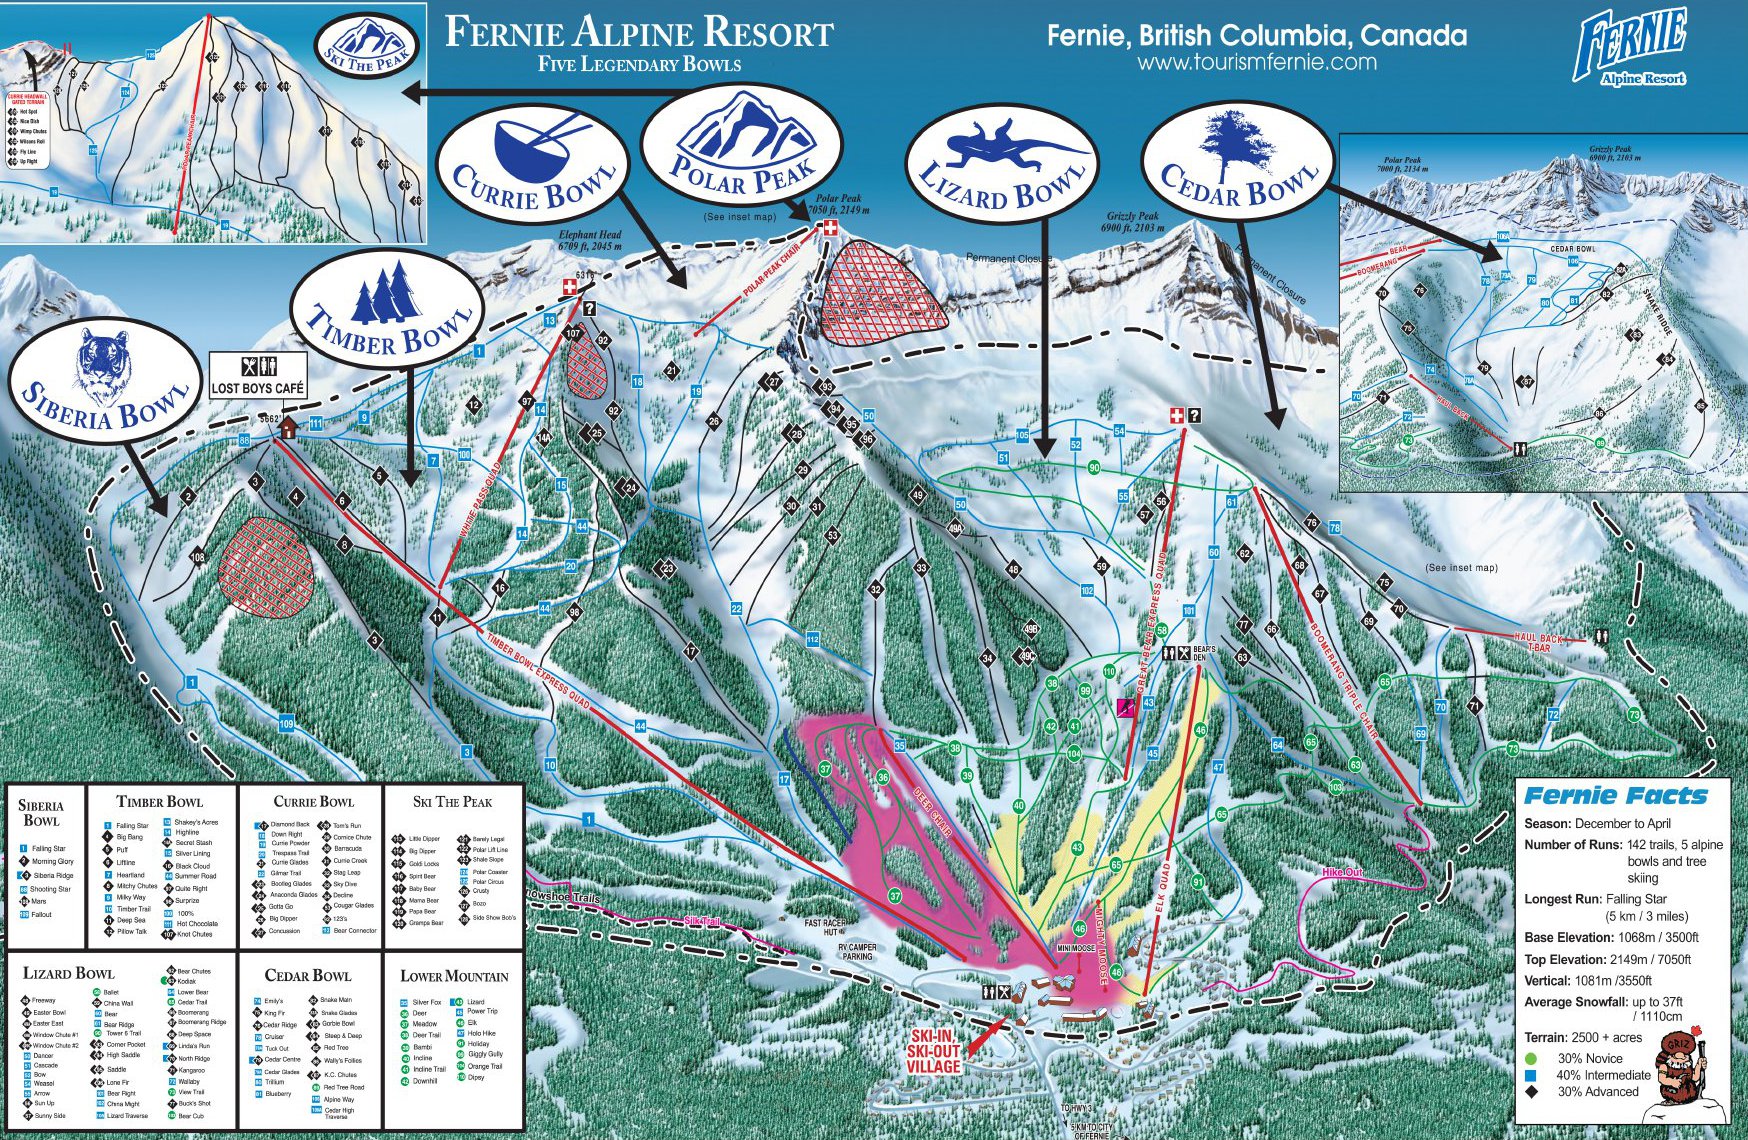 FERNIE ALPINE RESORT
FIVE LEGENDARY BOWLS
Fernie, British Columbia, Canada
www.tourismfernie.com
FERNIE
Alpine Resort
SKI THE PEAK
CURRIE HEADWALL
GATED TERRAIN
Hot Spot
Rice Dish
Wimp Chutes
Wilsons Roll
Fly Line
Up Right
POLAR PEAK CHAIR
CURRIE BOWL
POLAR PEAK
LIZARD BOWL
CEDAR BOWL
TIMBER BOWL
SIBERIA BOWL
(See inset map)
Polar Peak
7050 ft, 2149 m
Elephant Head
6709 ft, 2045 m
Grizzly Peak
6900 ft, 2103 m
Permanent Closure
Permanent Closure
POLAR PEAK CHAIR
LOST BOYS CAFÉ
Polar Peak
7000 ft, 2134 m
Grizzly Peak
6900 ft, 2103 m
BEAR
BOOMERANG
CEDAR BOWL
SNAKE RIDGE
HAUL BACK
(See inset map)
WHITE PASS QUAD
TIMBER BOWL EXPRESS QUAD
GREAT BEAR EXPRESS QUAD
BOOMERANG TRIPLE CHAIR
HAUL BACK
T-BAR
BEAR'S
DEN
DEER CHAIR
ELK QUAD
MIGHTY MOOSE
MINI MOOSE
Snowshoe Trails
Silk Trail
Hike Out
FAST RACER
HUT
RV CAMPER
PARKING
SKI-IN,
SKI-OUT
VILLAGE
TO HWY 3
5 KM TO CITY
OF FERNIE
SIBERIA
BOWL
1 Falling Star
2 Morning Glory
3 Siberia Ridge
88 Shooting Star
108 Mars
109 Fallout
TIMBER BOWL
1 Falling Star
4 Big Bang
5 Puff
6 Liftline
7 Heartland
8 Mitchy Chutes
9 Milky Way
10 Timber Trail
11 Deep Sea
12 Pillow Talk
13 Shakey's Acres
14 Highline
14A Secret Stash
15 Silver Lining
16 Black Cloud
44 Summer Road
97 Quite Right
98 Surprize
100 100%
111 Hot Chocolate
107 Knot Chutes
CURRIE BOWL
17 Diamond Back
18 Down Right
19 Currie Powder
20 Trespass Trail
21 Currie Glades
22 Gilmar Trail
23 Bootleg Glades
24 Anaconda Glades
25 Gotta Go
26 Big Dipper
27 Concussion
28 Tom's Run
29 Cornice Chute
30 Barracuda
31 Currie Creek
32 Stag Leap
33 Sky Dive
34 Decline
53 Cougar Glades
92 123's
112 Bear Connector
SKI THE PEAK
Little Dipper
Big Dipper
Gold Locks
Spirit Bear
Baby Bear
Mama Bear
Papa Bear
Grampa Bear
Barely Legal
Polar Lift Line
Shale Slope
Polar Coaster
Polar Circus
Crusty
Bozo
Side Show Bob's
LIZARD BOWL
Freeway
Easter Bowl
Easter East
Window Chute #1
Window Chute #2
Dancer
Cascade
Bow
Weasel
Arrow
Sun Up
Sunny Side
Ballet
China Wall
Bear
Bear Ridge
Tower 6 Trail
Corner Pocket
High Saddle
Saddle
Lone Fir
Bear Right
China Might
Lizard Traverse
Bear Chutes
Kodiak
Lower Bear
Cedar Trail
Boomerang
Boomerang Ridge
Deep Space
Linda's Run
North Ridge
Kangaroo
Wallaby
View Trail
Buck's Shot
Bear Cub
CEDAR BOWL
Emily's
King Fir
Cedar Ridge
Cruiser
Tuck Out
Cedar Centre
Cedar Glades
Trillium
Blueberry
Snake Main
Snake Glades
Gorbie Bowl
Steep & Deep
Red Tree
Wally's Follies
K.C. Chutes
Red Tree Road
Alpine Way
Cedar High
Traverse
LOWER MOUNTAIN
Silver Fox
Deer
Meadow
Deer Trail
Bambi
Incline
Incline Trail
Downhill
Lizard
Power Trip
Elk
Holo Hike
Holiday
Giggly Gully
Orange Trail
Dipsy
Fernie Facts
Season: December to April
Number of Runs: 142 trails, 5 alpine
bowls and tree
skiing
Longest Run: Falling Star
(5 km / 3 miles)
Base Elevation: 1068m / 3500ft
Top Elevation: 2149m / 7050ft
Vertical: 1081m /3550ft
Average Snowfall: up to 37ft
/ 1110cm
Terrain: 2500 + acres
30% Novice
40% Intermediate
30% Advanced
GRIZ